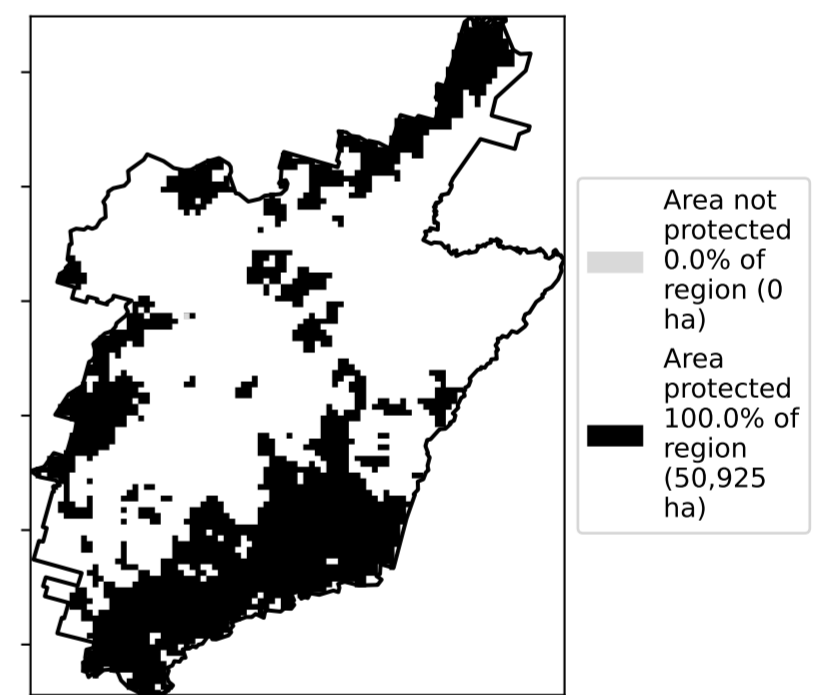 Area not
protected
0.0% of
region (0
ha)
Area
protected
100.0% of
region
(50,925
ha)